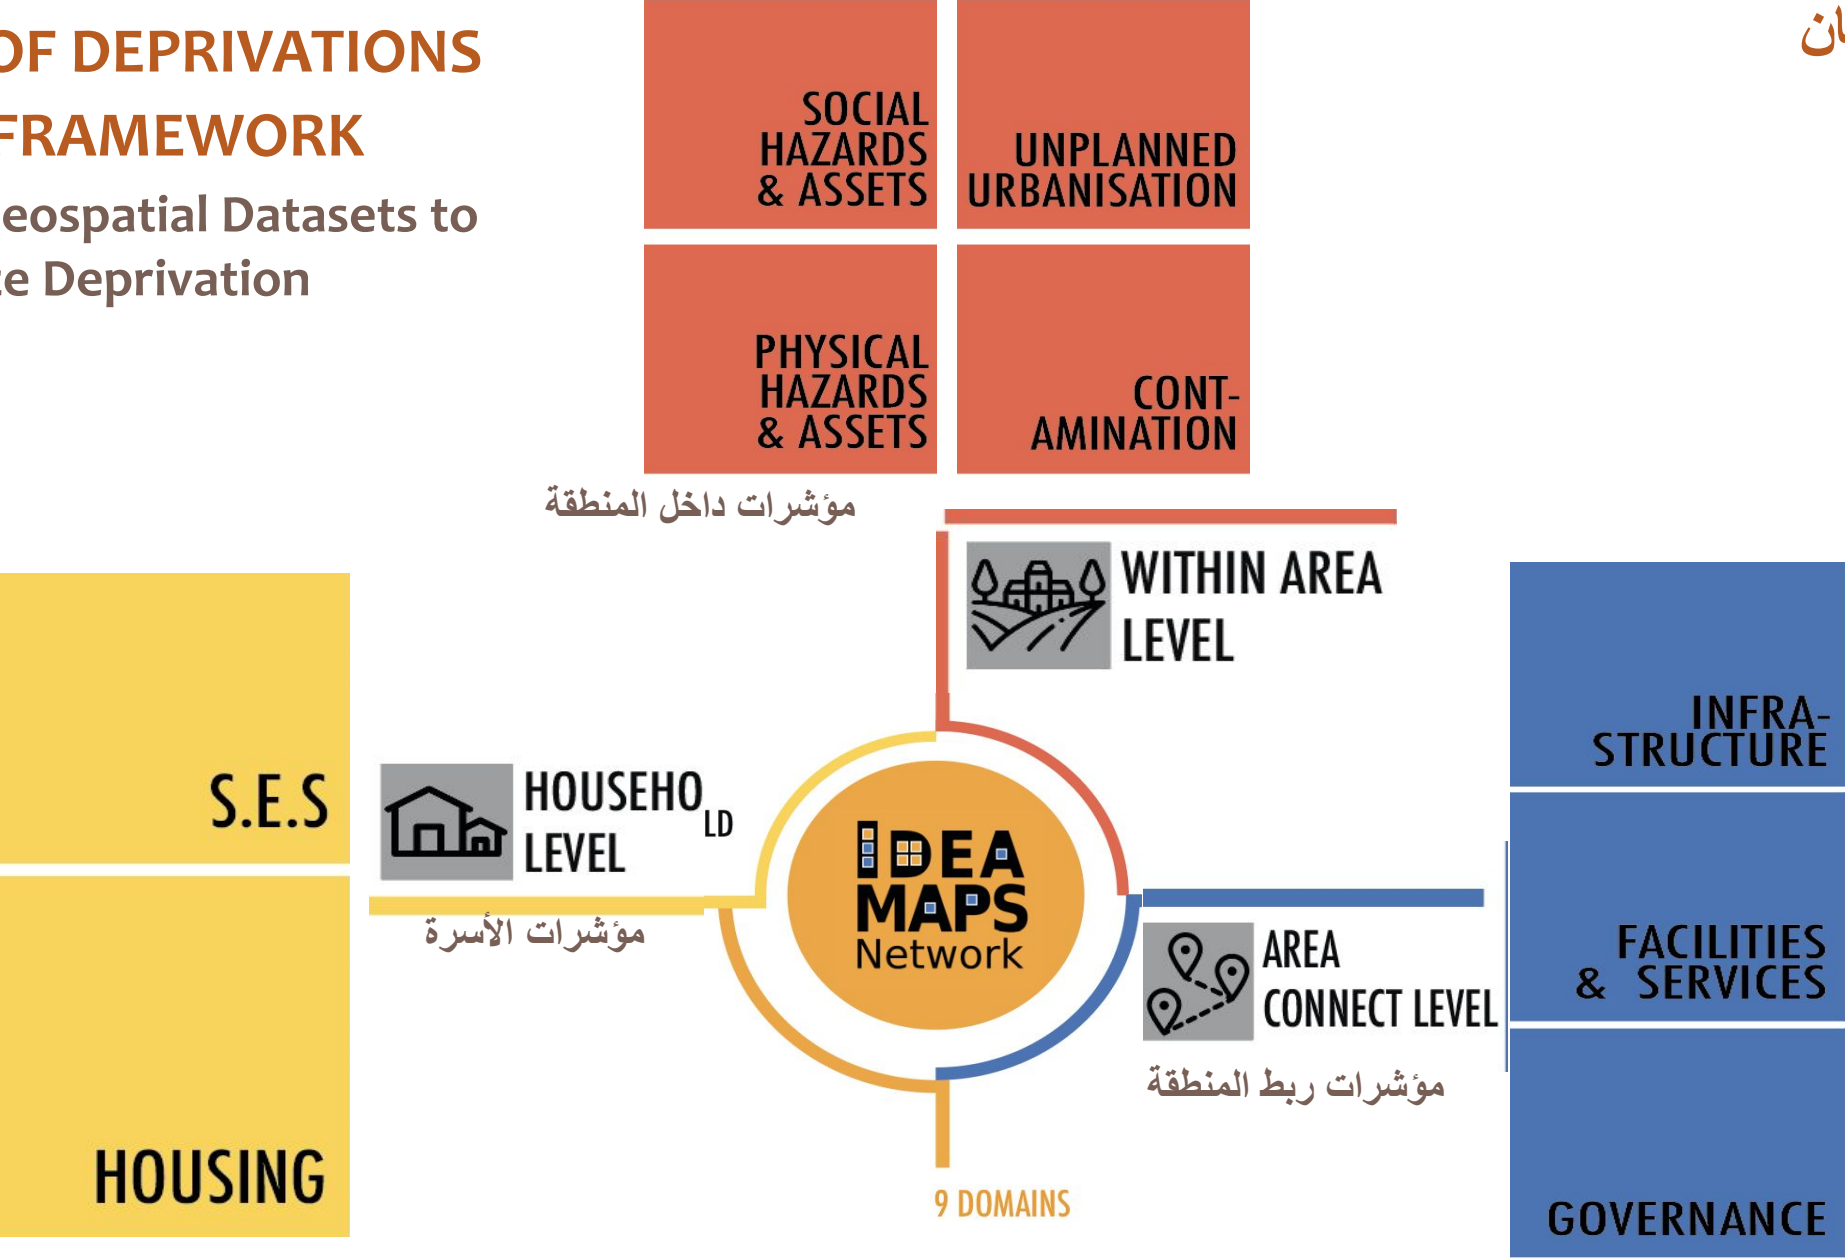 OF DEPRIVATIONS
FRAMEWORK
eospatial Datasets to
e Deprivation
SOCIAL
HAZARDS
& ASSETS
UNPLANNED
URBANISATION
PHYSICAL
HAZARDS
& ASSETS
CONT-
AMINATION
مؤشرات داخل المنطقة
WITHIN AREA
LEVEL
S.E.S
HOUSING
HOUSEHO
LD
LEVEL
مؤشرات الأسرة
IDEA
MAPS
Network
AREA
CONNECT LEVEL
مؤشرات ربط المنطقة
INFRA-
STRUCTURE
FACILITIES
& SERVICES
GOVERNANCE
9 DOMAINS